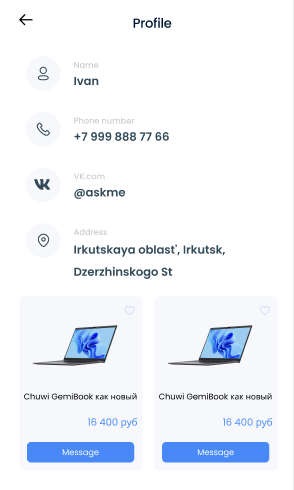 Profile
Name
Ivan
Phone number
+7 999 888 77 66
VK.com
@askme
Address
Irkutskaya oblast', Irkutsk,
Dzerzhinskogo St
Chuwi GemiBook как новый
16 400 руб
Message
Chuwi GemiBook как новый
16 400 руб
Message